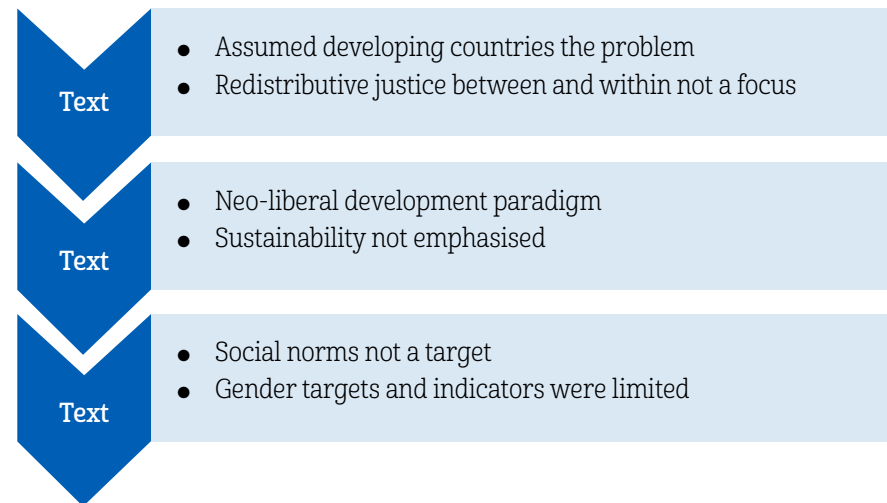 Text
● Assumed developing countries the problem
● Redistributive justice between and within not a focus
Text
● Neo-liberal development paradigm
● Sustainability not emphasised
Text
● Social norms not a target
● Gender targets and indicators were limited